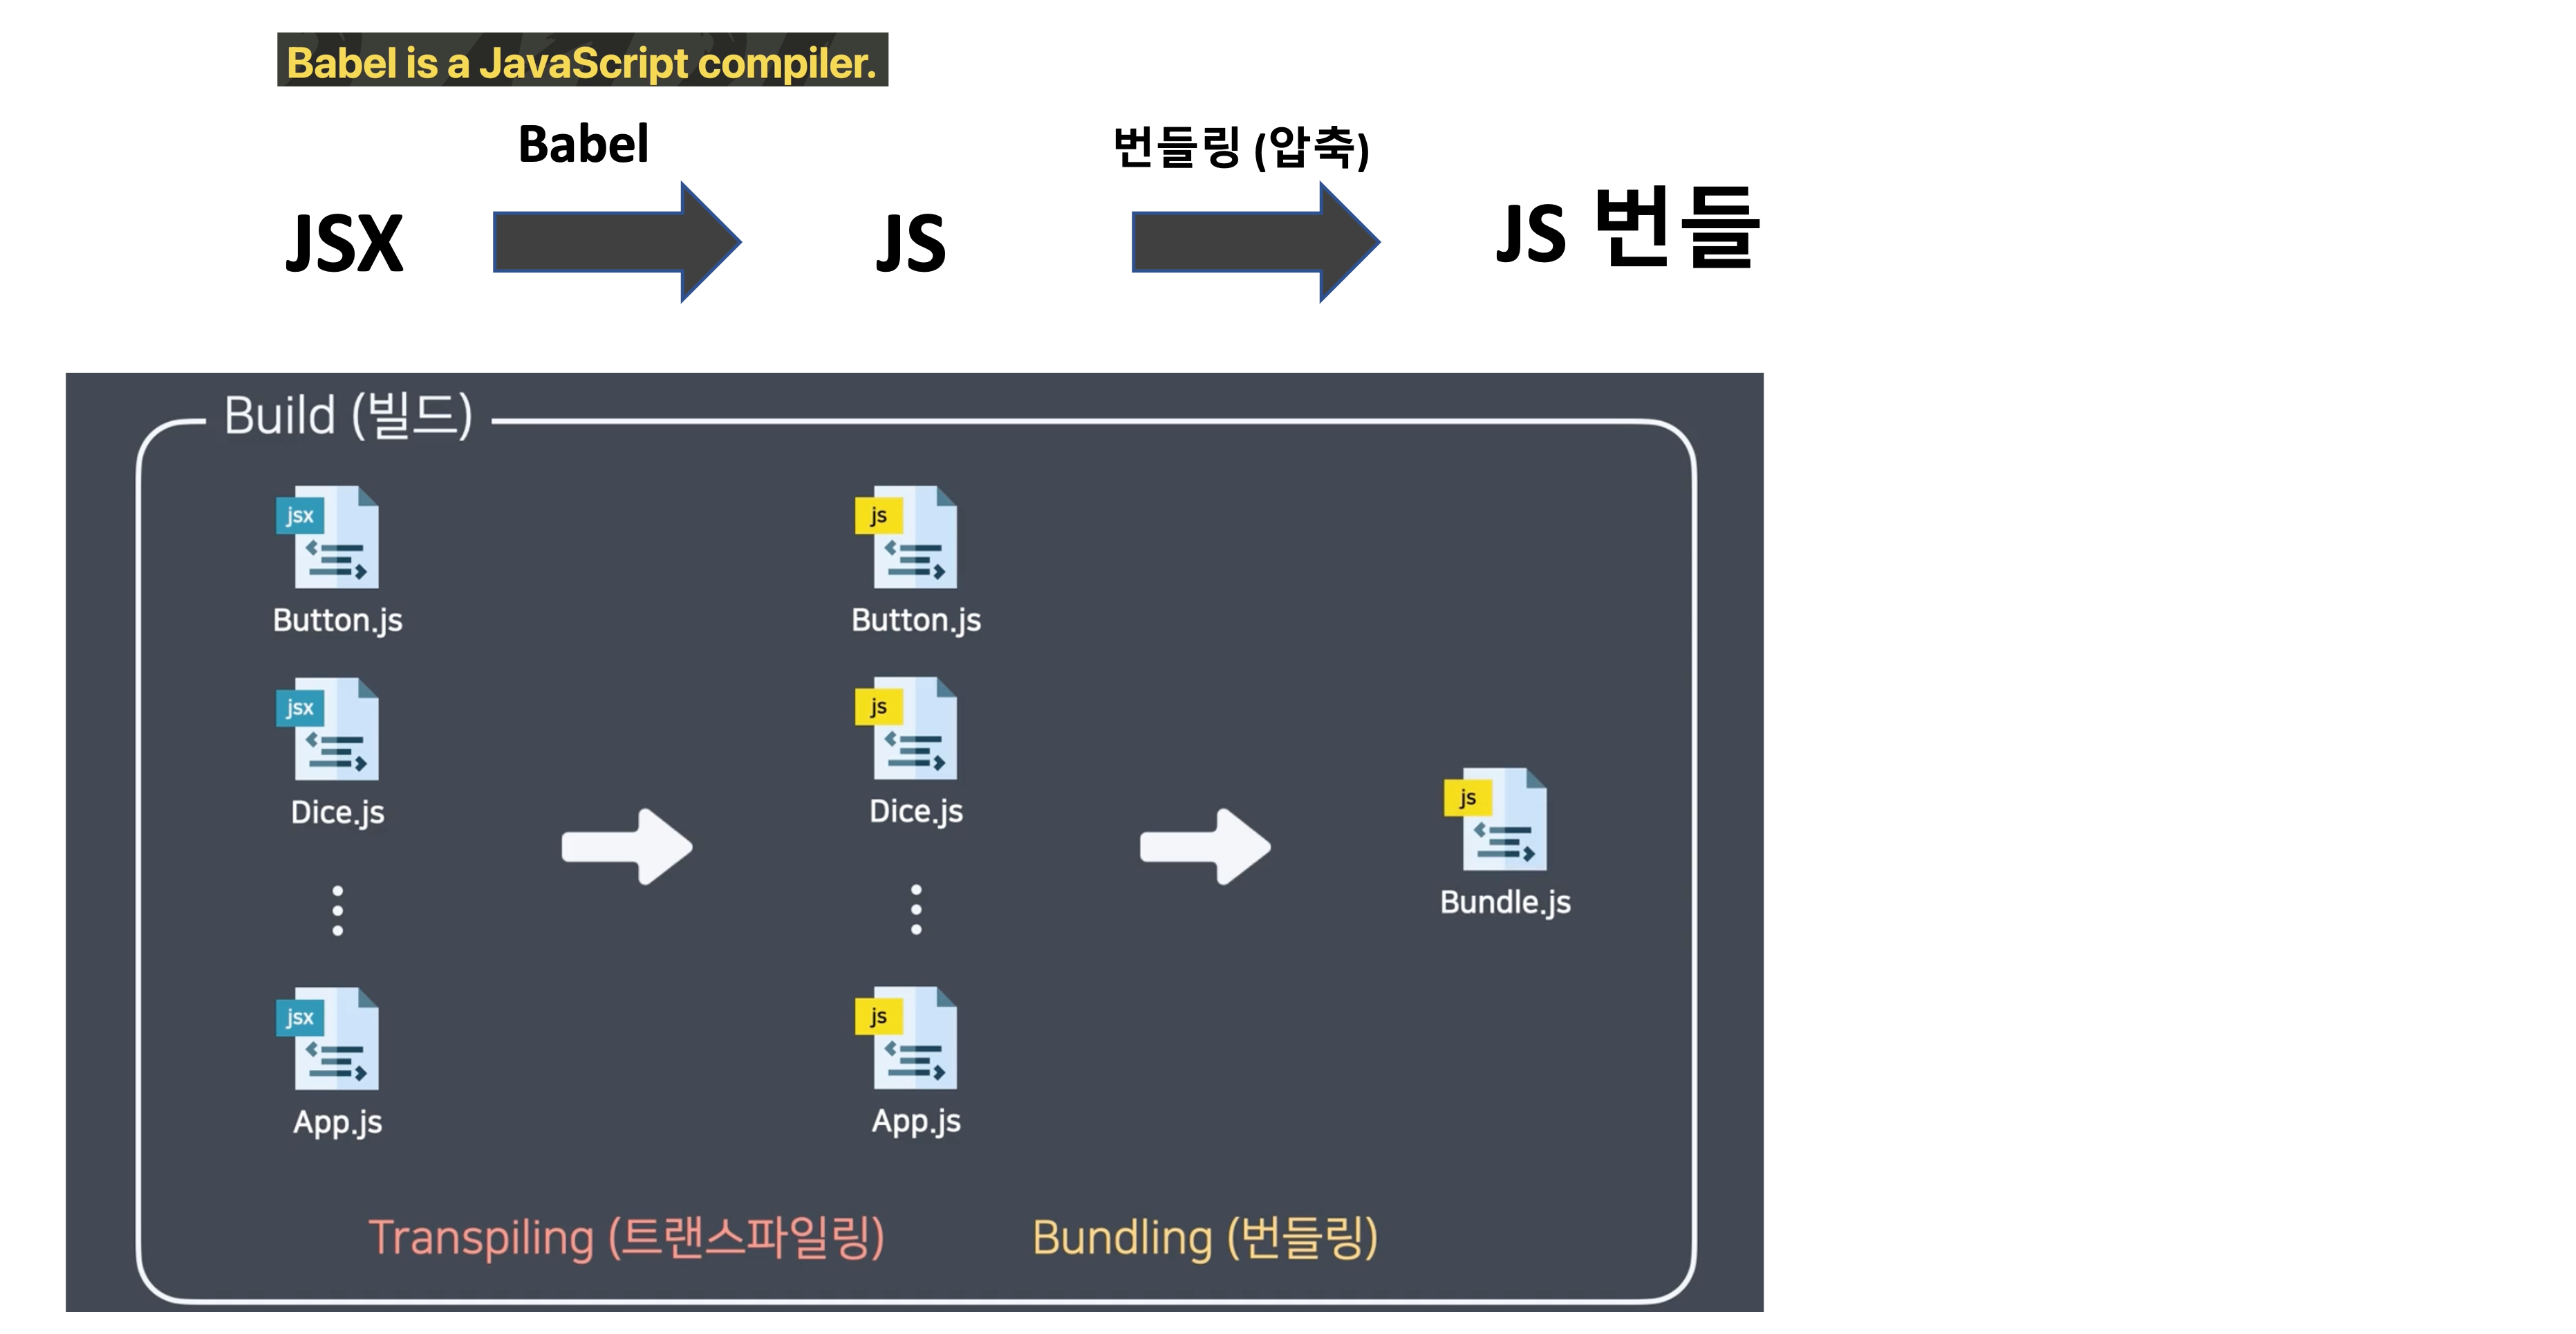 Babel is a JavaScript compiler.
Babel
번들링 (압축)
JSX
JS
JS 번들
Build (빌드)
jsx
Button.js
js
Button.js
jsx
Dice.js
js
Dice.js
js
Bundle.js
jsx
App.js
js
App.js
Transpiling (트랜스파일링)
Bundling (번들링)